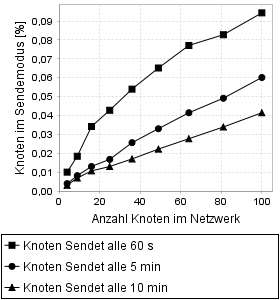 Knoten im Sendemodus [%]
0,09
0,08
0,07
0,06
0,05
0,04
0,03
0,02
0,01
0,00
0 20 40 60 80 100
Anzahl Knoten im Netzwerk
Knoten Sendet alle 60 s
Knoten Sendet alle 5 min
Knoten Sendet alle 10 min